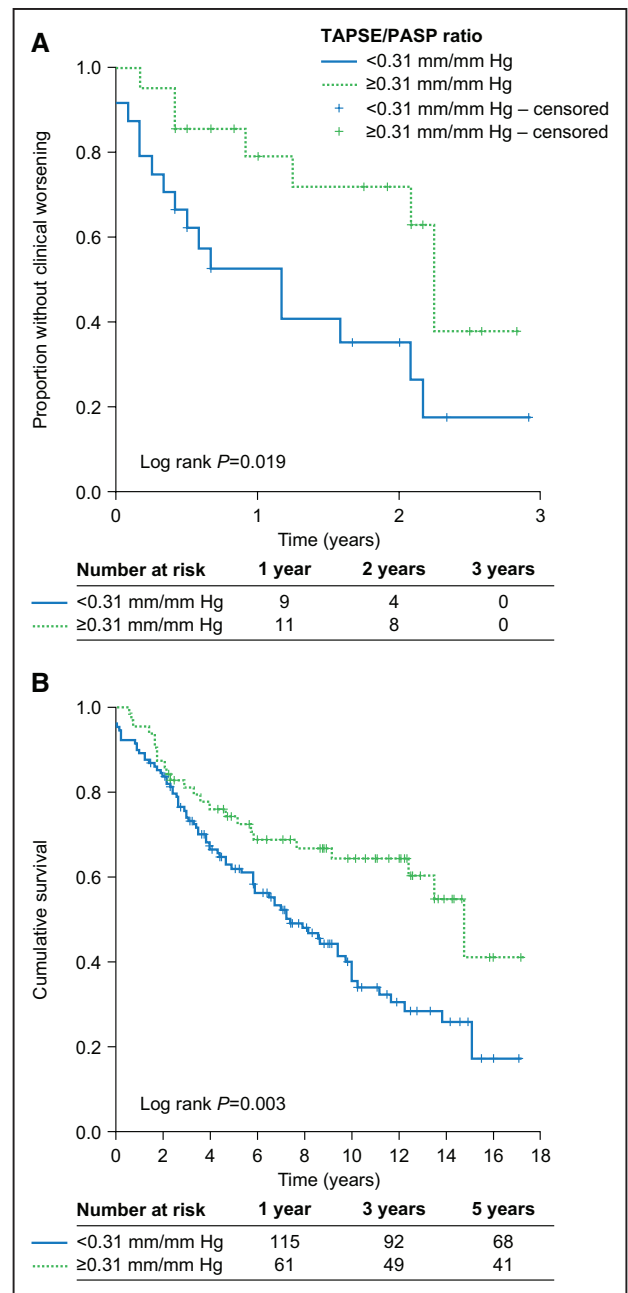 A
TAPSE/PASP ratio
<0.31 mm/mm Hg
≥0.31 mm/mm Hg
<0.31 mm/mm Hg – censored
≥0.31 mm/mm Hg – censored
Proportion without clinical worsening
1.0
0.8
0.6
0.4
0.2
0.0
Log rank P=0.019
0 1 2 3
Time (years)
Number at risk 1 year 2 years 3 years
<0.31 mm/mm Hg 9 4 0
≥0.31 mm/mm Hg 11 8 0
B
Cumulative survival
1.0
0.8
0.6
0.4
0.2
0.0
Log rank P=0.003
0 2 4 6 8 10 12 14 16 18
Time (years)
Number at risk 1 year 3 years 5 years
<0.31 mm/mm Hg 115 92 68
≥0.31 mm/mm Hg 61 49 41